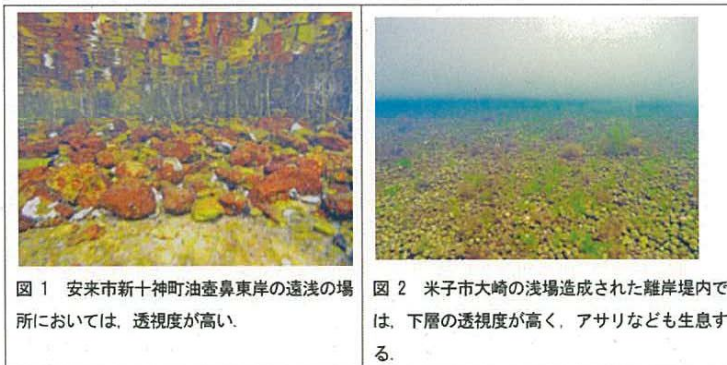 図 1　安来市新十神町油壷鼻東岸の遠浅の場
所においては，透視度が高い．
図 2　米子市大崎の浅場造成された離岸堤内で
は，下層の透視度が高く，アサリなども生息す
る．